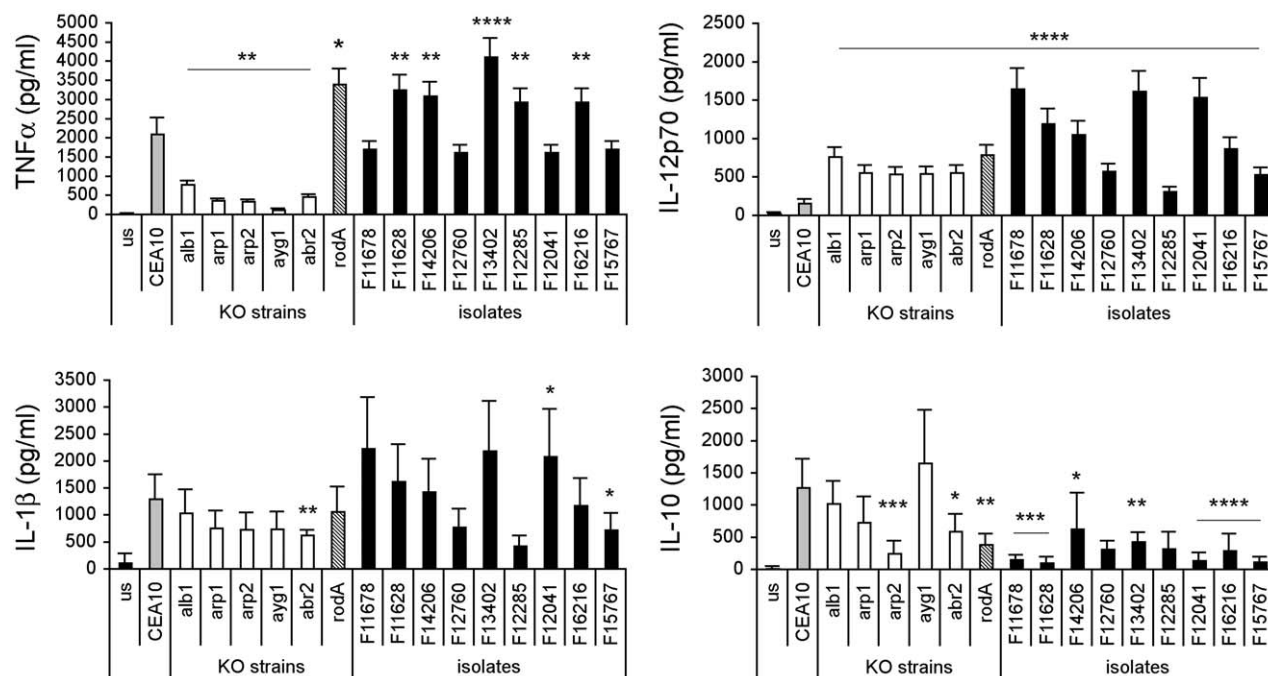 TNFα (pg/ml)
5000
4500
4000
3500
3000
2500
2000
1500
1000
500
0
**
*
** **
****
**
**
us
CEA10
alb1
arp1
arp2
ayg1
abr2
rodA
F11678
F11628
F14206
F12760
F13402
F12285
F12041
F16216
F15767
KO strains
isolates
IL-12p70 (pg/ml)
2500
2000
1500
1000
500
0
****
us
CEA10
alb1
arp1
arp2
ayg1
abr2
rodA
F11678
F11628
F14206
F12760
F13402
F12285
F12041
F16216
F15767
KO strains
isolates
IL-1β (pg/ml)
3500
3000
2500
2000
1500
1000
500
0
**
*
*
us
CEA10
alb1
arp1
arp2
ayg1
abr2
rodA
F11678
F11628
F14206
F12760
F13402
F12285
F12041
F16216
F15767
KO strains
isolates
IL-10 (pg/ml)
3000
2500
2000
1500
1000
500
0
***
*
**
***
*
**
****
us
CEA10
alb1
arp1
arp2
ayg1
abr2
rodA
F11678
F11628
F14206
F12760
F13402
F12285
F12041
F16216
F15767
KO strains
isolates